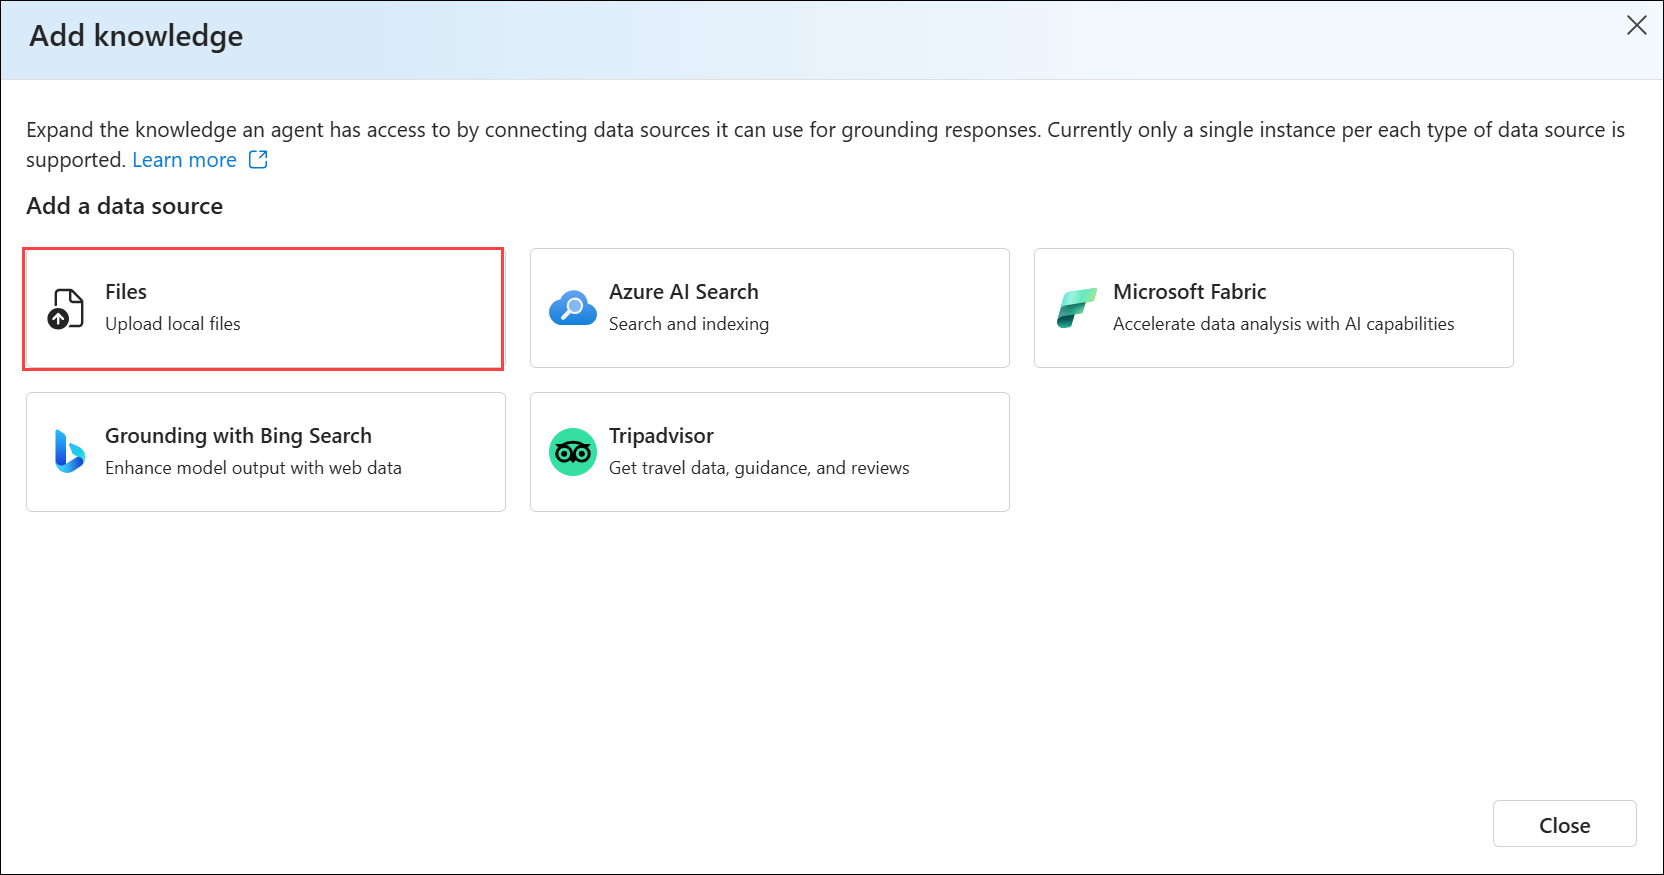 Add knowledge
Expand the knowledge an agent has access to by connecting data sources it can use for grounding responses. Currently only a single instance per each type of data source is
supported. Learn more
Add a data source
Files
Upload local files
Azure AI Search
Search and indexing
Microsoft Fabric
Accelerate data analysis with AI capabilities
Grounding with Bing Search
Enhance model output with web data
Tripadvisor
Get travel data, guidance, and reviews
Close